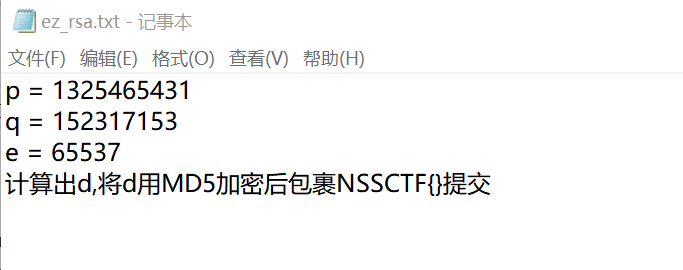 ez_rsa.txt - 记事本
文件(F) 编辑(E) 格式(O) 查看(V) 帮助(H)
p = 1325465431
q = 152317153
e = 65537
计算出d,将d用MD5加密后包裹NSSCTF{}提交